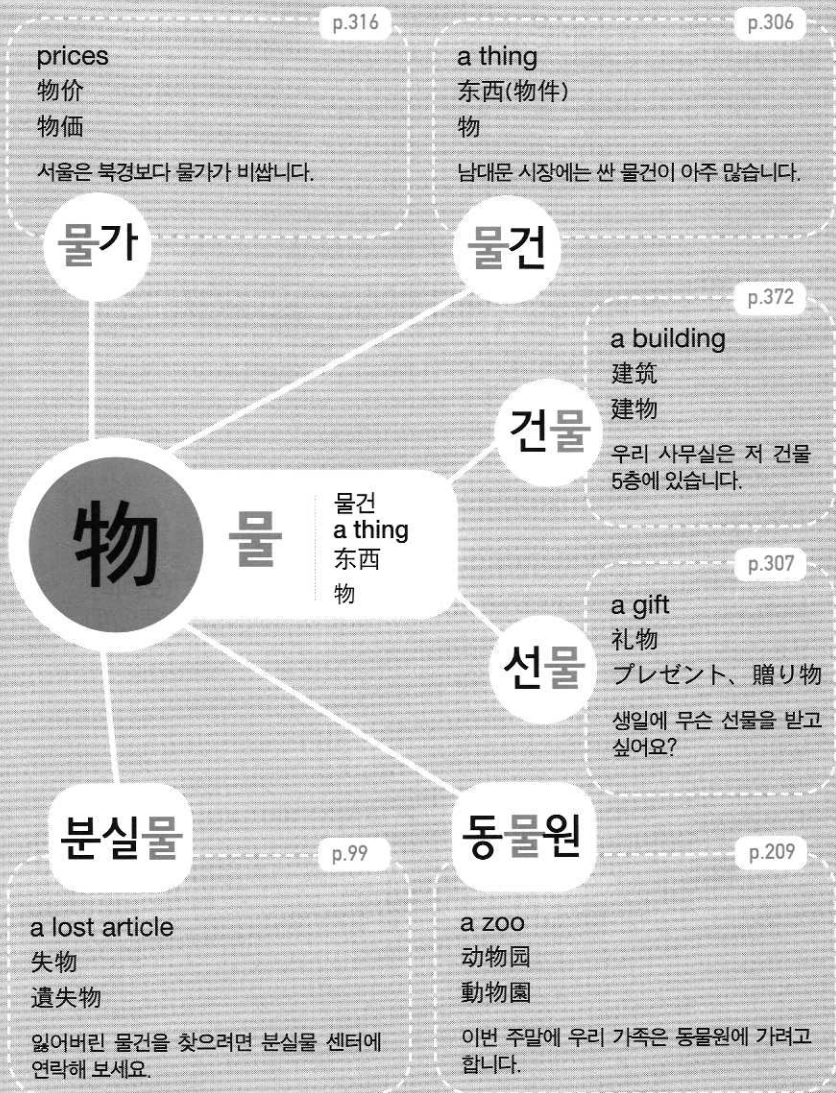 p.316
prices
物价
物価
서울은 북경보다 물가가 비쌉니다.
물가
p.306
a thing
东西(物件)
物
남대문 시장에는 싼 물건이 아주 많습니다.
물건
p.372
a building
建筑
建物
우리 사무실은 저 건물
5층에 있습니다.
건물
物
물
물건
a thing
东西
物
p.307
a gift
礼物
プレゼント、贈り物
생일에 무슨 선물을 받고
싶어요?
선물
분실물
p.99
a lost article
失物
遺失物
잃어버린 물건을 찾으려면 분실물 센터에
연락해 보세요.
동물원
p.209
a zoo
动物园
動物園
이번 주말에 우리 가족은 동물원에 가려고
합니다.